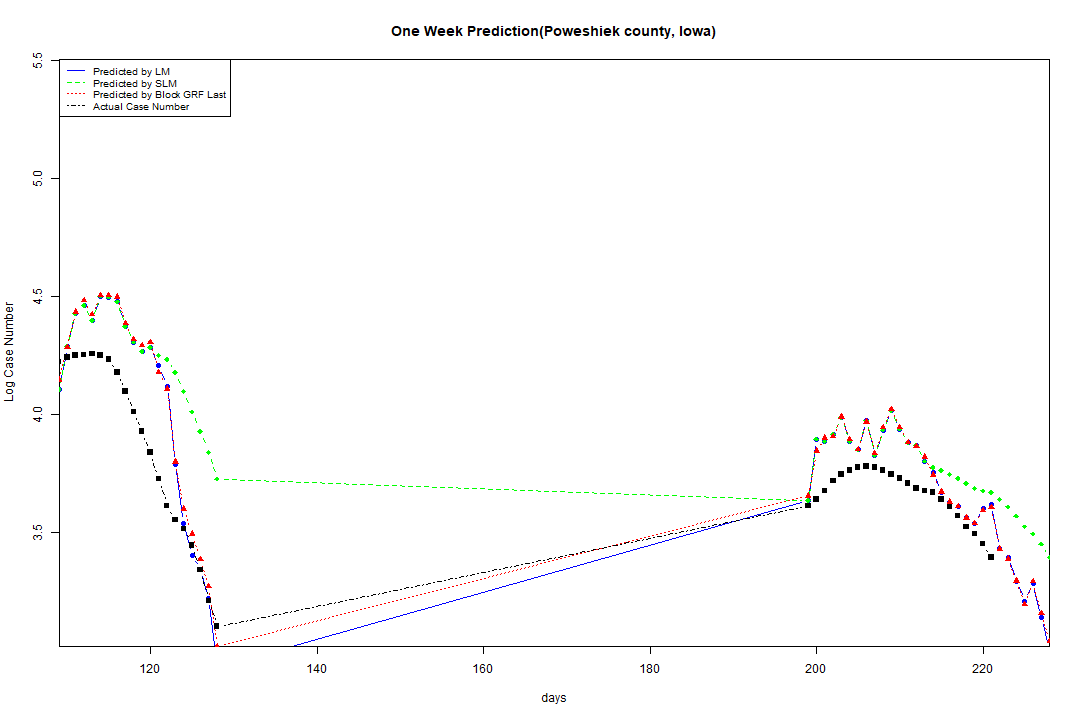 One Week Prediction(Poweshiek county, Iowa)
Predicted by LM
Predicted by SLM
Predicted by Block GRF Last
Actual Case Number
Log Case Number
5.5
5.0
4.5
4.0
3.5
120 140 160 180 200 220
days